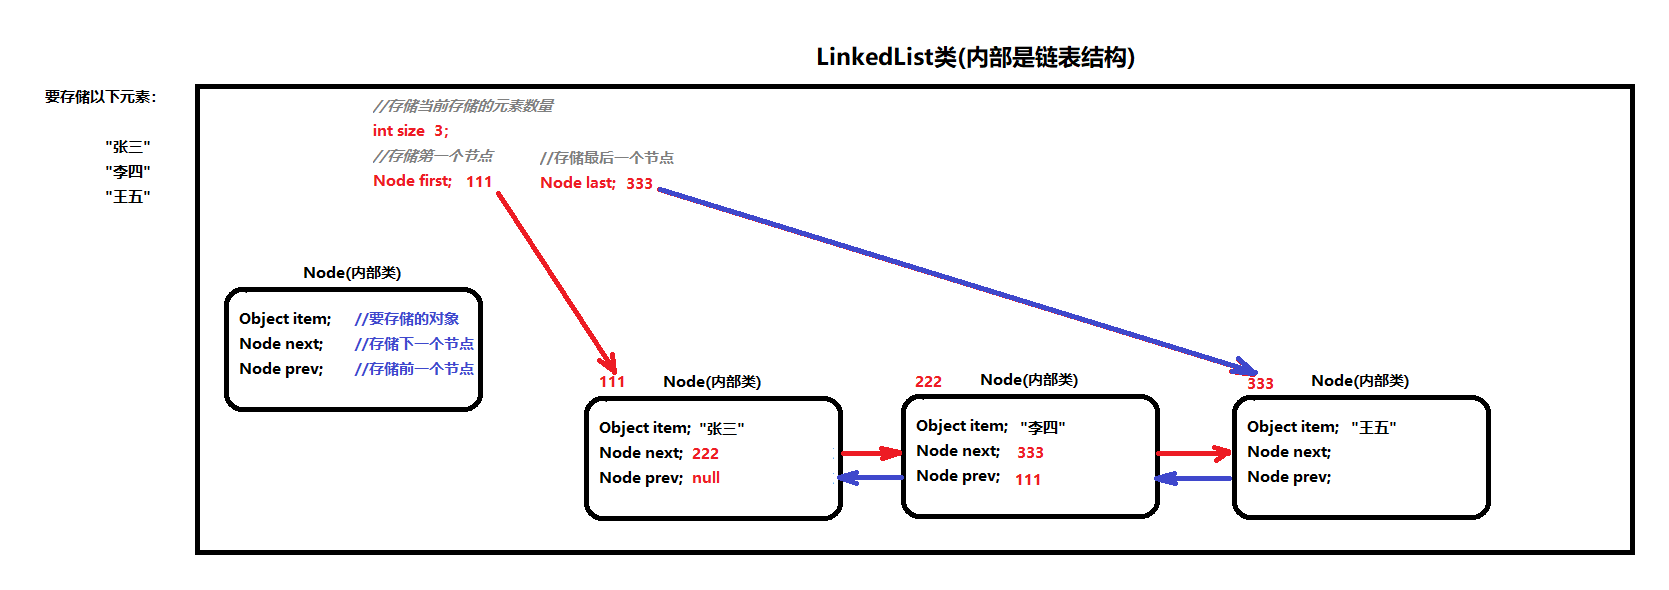 LinkedList类(内部是链表结构)
要存储以下元素：
"张三"
"李四"
"王五"
//存储当前存储的元素数量
int size 3;
//存储第一个节点
Node first; 111
//存储最后一个节点
Node last; 333
Node(内部类)
Object item; //要存储的对象
Node next; //存储下一个节点
Node prev; //存储前一个节点
111 Node(内部类)
Object item; "张三"
Node next; 222
Node prev; null
222 Node(内部类)
Object item; "李四"
Node next; 333
Node prev; 111
333 Node(内部类)
Object item; "王五"
Node next;
Node prev;